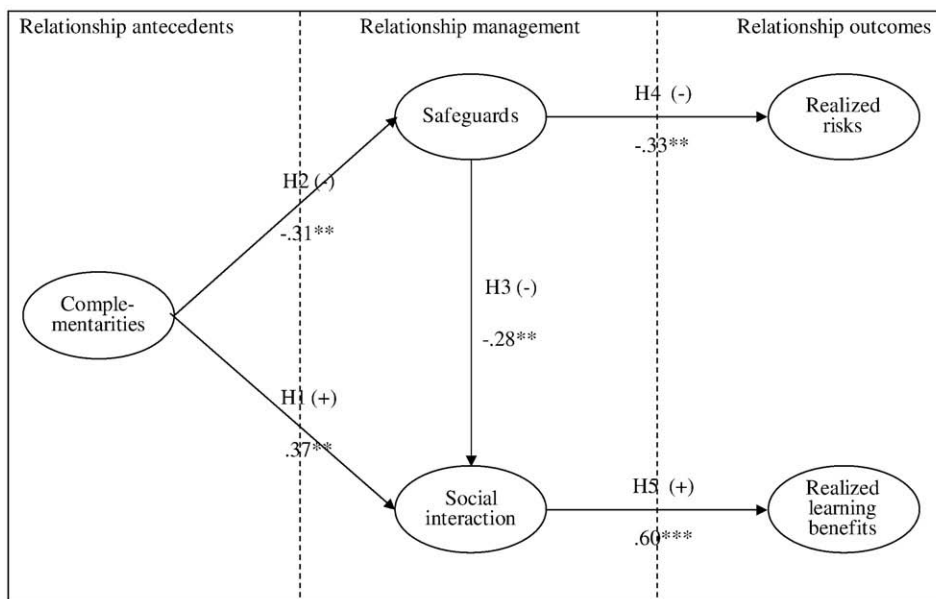 Relationship antecedents
Relationship management
Relationship outcomes
Safeguards
H4 (-)
-.33**
Realized
risks
H2 (-)
-.31**
H3 (-)
-.28**
Comple-
mentarities
H1 (+)
.37**
Social
interaction
H5 (+)
.60***
Realized
learning
benefits